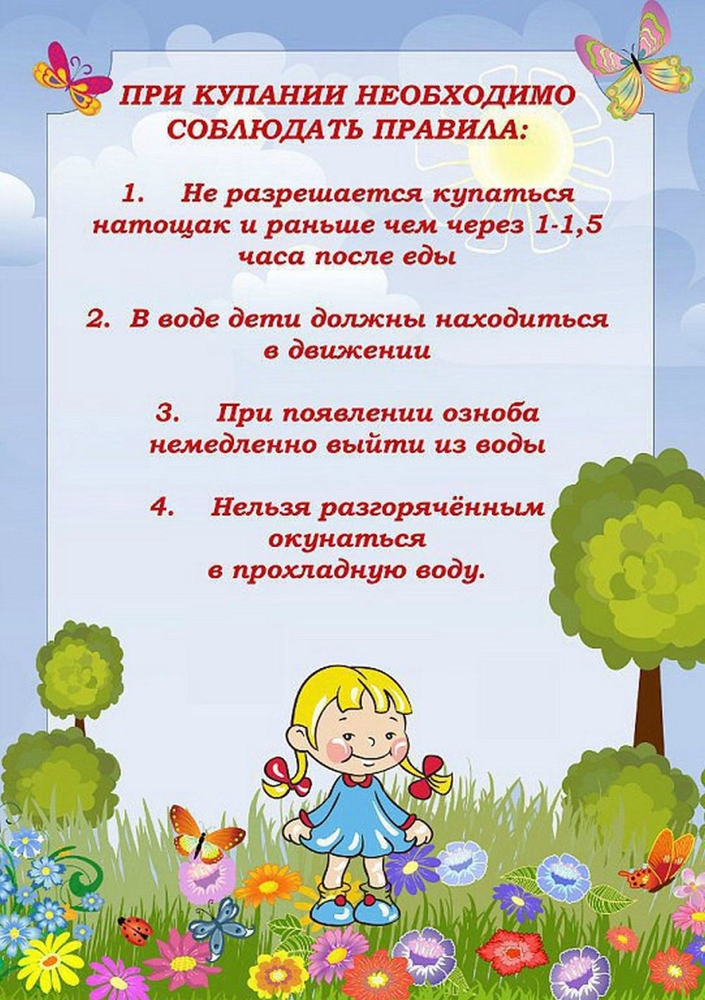 ПРИ КУПАНИИ НЕОБХОДИМО
СОБЛЮДАТЬ ПРАВИЛА:
1. Не разрешается купаться
натощак и раньше чем через 1-1,5
часа после еды
2. В воде дети должны находиться
в движении
3. При появлении озноба
немедленно выйти из воды
4. Нельзя разгорячённым
окунаться
в прохладную воду.